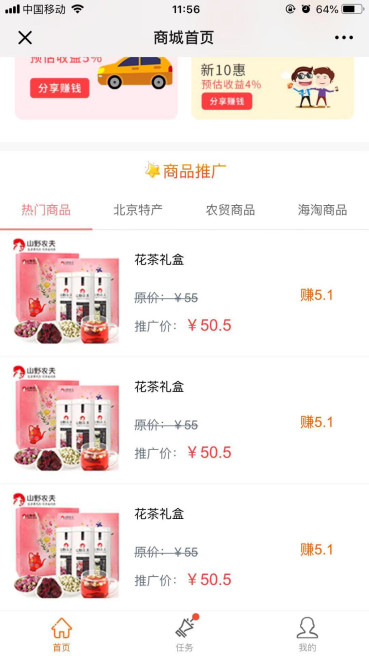 中国移动
11:56
64%
商城首页
预估收益5%
分享赚钱
新10惠
预估收益4%
分享赚钱
商品推广
热门商品
北京特产
农贸商品
海淘商品
山野农夫
花茶礼盒
原价：￥55
赚5.1
推广价：￥50.5
山野农夫
花茶礼盒
原价：￥55
赚5.1
推广价：￥50.5
山野农夫
花茶礼盒
原价：￥55
赚5.1
推广价：￥50.5
首页
任务
我的